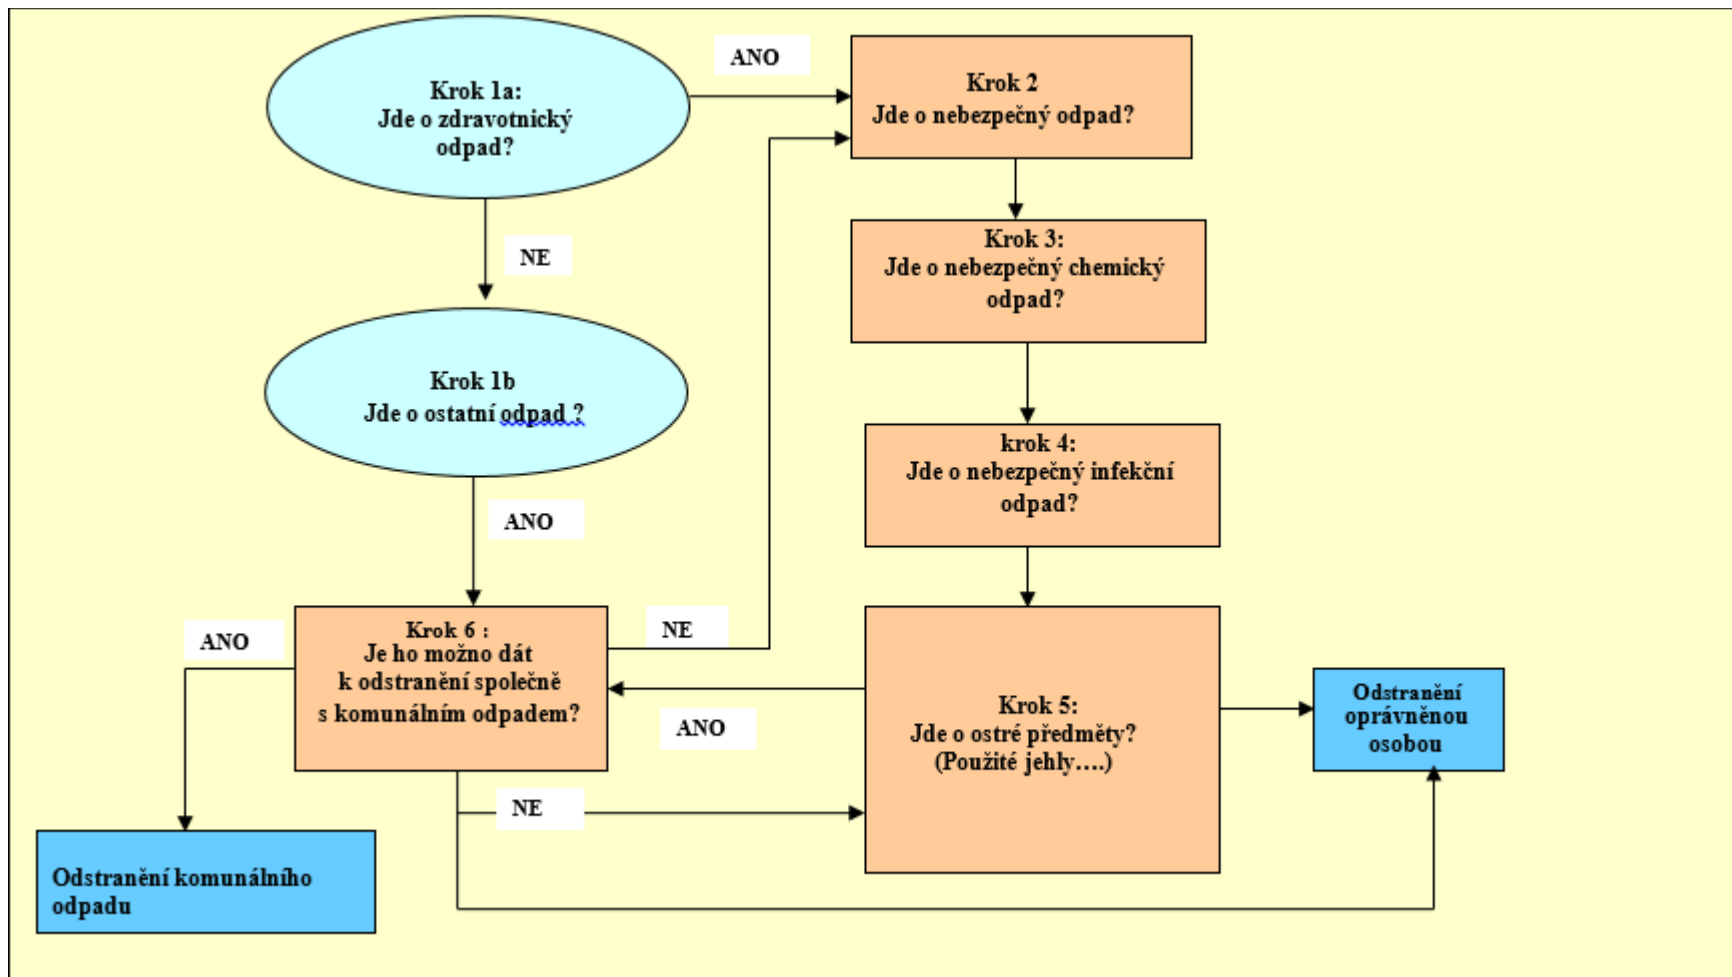 Krok 1a:
Jde o zdravotnický
odpad?
ANO
Krok 2
Jde o nebezpečný odpad?
NE
Krok 3:
Jde o nebezpečný chemický
odpad?
Krok 1b
Jde o ostatní odpad ?
krok 4:
Jde o nebezpečný infekční
odpad?
ANO
ANO
Krok 6 :
Je ho možno dát
k odstranění společně
s komunálním odpadem?
NE
ANO
Krok 5:
Jde o ostré předměty?
(Použité jehly….)
Odstranění
oprávněnou
osobou
NE
Odstranění komunálního
odpadu